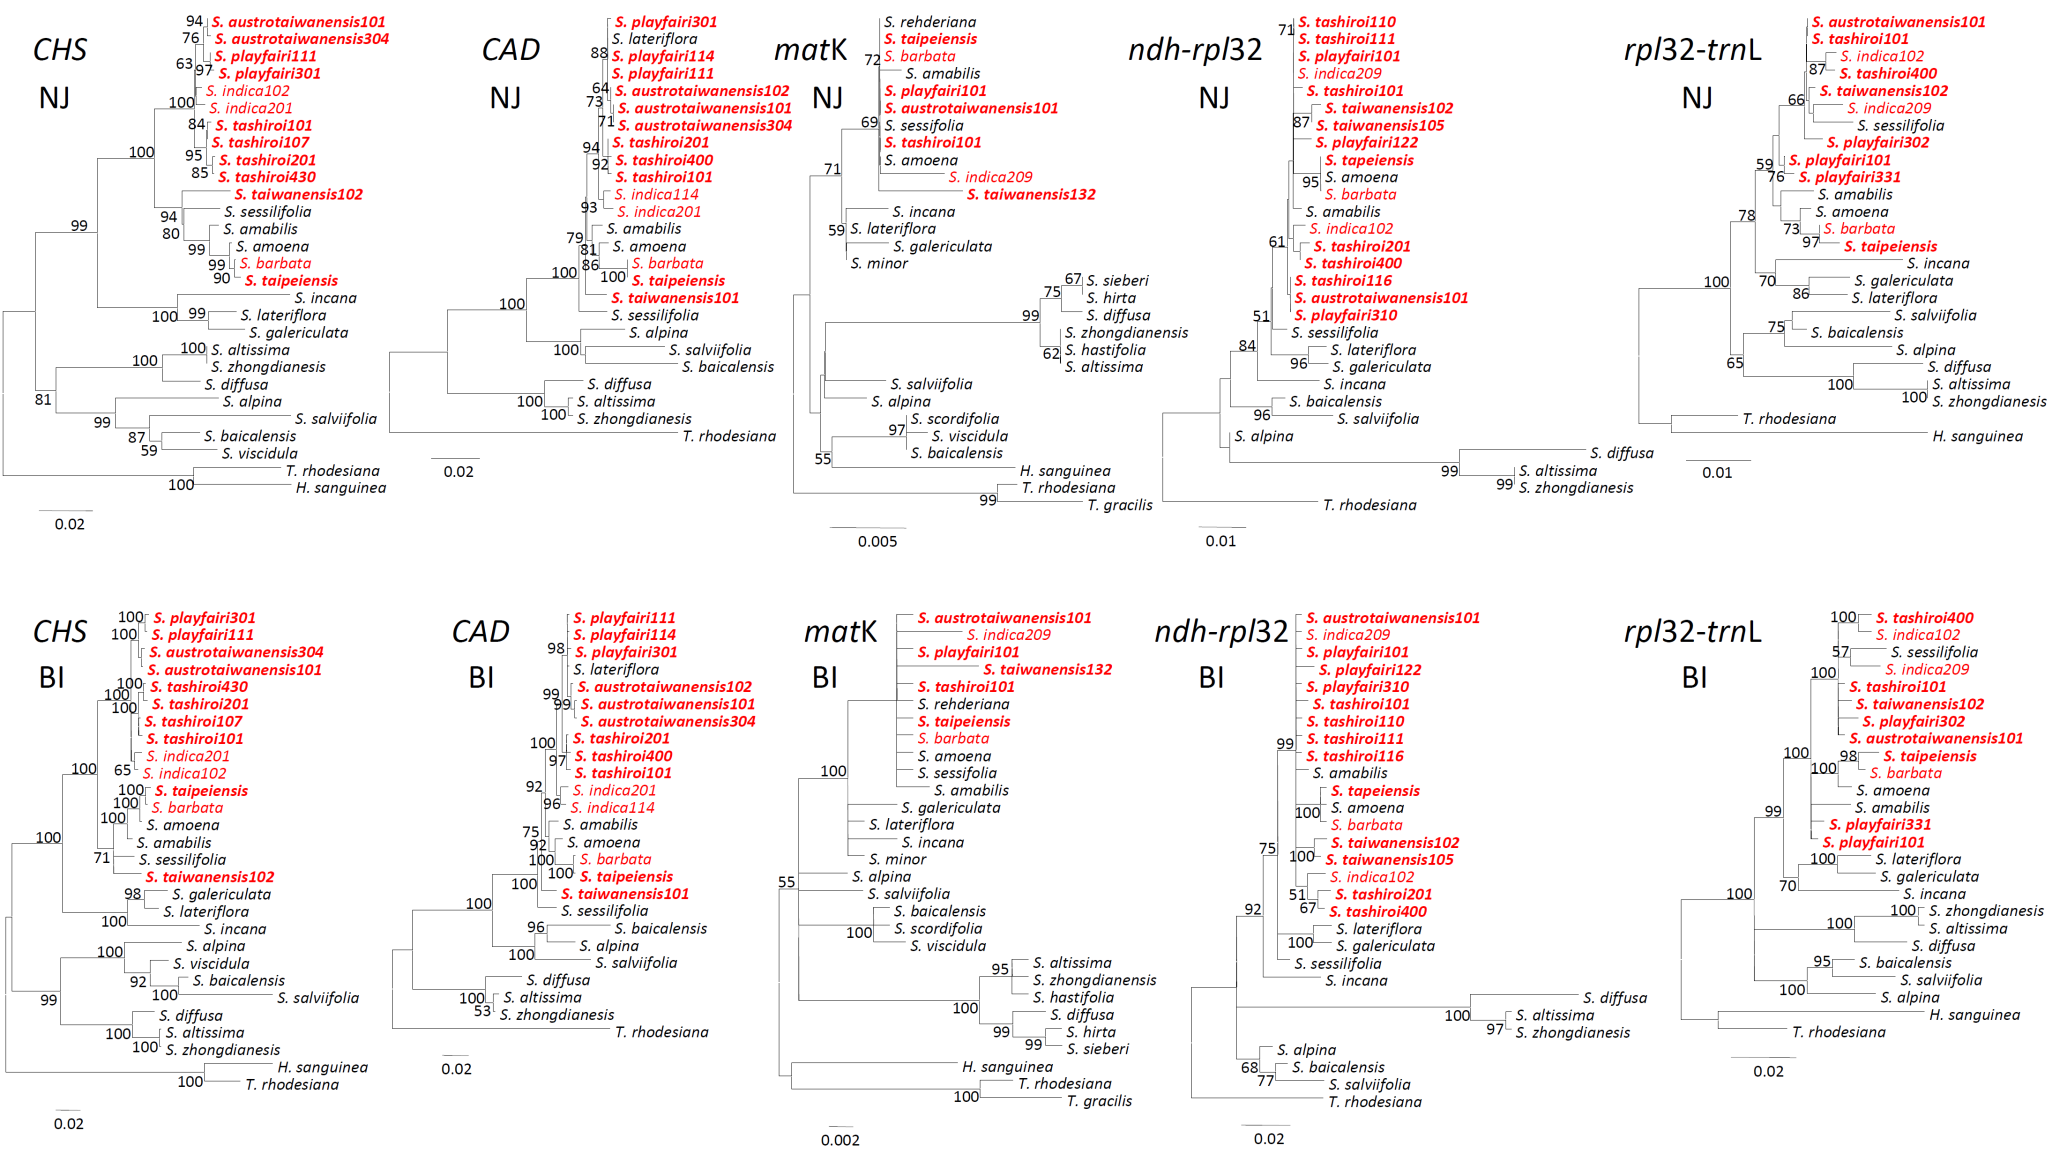 CHS
NJ
94
76
63
97
100
84
95
85
100
94
80
99
99
90
99
100
99
100
100
81
99
87
59
100
S. austrotaiwanensis101
S. austrotaiwanensis304
S. playfairi111
S. playfairi301
S. indica102
S. indica201
S. tashiroi101
S. tashiroi107
S. tashiroi201
S. tashiroi430
S. taiwanensis102
S. sessilifolia
S. amabilis
S. amoena
S. barbata
S. taipeiensis
S. incana
S. lateriflora
S. galericulata
S. altissima
S. zhongdianesis
S. diffusa
S. alpina
S. salviifolia
S. baicalensis
S. viscidula
T. rhodesiana
H. sanguinea
0.02
CAD
NJ
88
64
73
71
94
92
93
79
81
86
100
100
100
100
100
100
S. playfairi301
S. lateriflora
S. playfairi114
S. playfairi111
S. austrotaiwanensis102
S. austrotaiwanensis101
S. austrotaiwanensis304
S. tashiroi201
S. tashiroi400
S. tashiroi101
S. indica114
S. indica201
S. amabilis
S. amoena
S. barbata
S. taipeiensis
S. taiwanensis101
S. sessilifolia
S. alpina
S. salviifolia
S. baicalensis
S. diffusa
S. altissima
S. zhongdianesis
T. rhodesiana
0.02
matK
NJ
72
69
71
59
67
75
99
62
97
55
99
S. rehderiana
S. taipeiensis
S. barbata
S. amabilis
S. playfairi101
S. austrotaiwanensis101
S. sessifolia
S. tashiroi101
S. amoena
S. indica209
S. taiwanensis132
S. incana
S. lateriflora
S. galericulata
S. minor
S. sieberi
S. hirta
S. diffusa
S. zhongdianensis
S. hastifolia
S. altissima
S. salviifolia
S. alpina
S. scordifolia
S. viscidula
S. baicalensis
H. sanguinea
T. rhodesiana
T. gracilis
0.005
ndh-rpl32
NJ
71
87
95
61
51
84
96
96
99
99
S. tashiroi110
S. tashiroi111
S. playfairi101
S. indica209
S. tashiroi101
S. taiwanensis102
S. taiwanensis105
S. playfairi122
S. tapeiensis
S. amoena
S. barbata
S. amabilis
S. indica102
S. tashiroi201
S. tashiroi400
S. tashiroi116
S. austrotaiwanensis101
S. playfairi310
S. sessilifolia
S. lateriflora
S. galericulata
S. incana
S. baicalensis
S. salviifolia
S. alpina
S. diffusa
S. altissima
S. zhongdianesis
T. rhodesiana
0.01
rpl32-trnL
NJ
87
66
59
76
78
73
97
100
70
86
75
65
100
100
S. austrotaiwanensis101
S. tashiroi101
S. indica102
S. tashiroi400
S. taiwanensis102
S. indica209
S. sessilifolia
S. playfairi302
S. playfairi101
S. playfairi331
S. amabilis
S. amoena
S. barbata
S. taipeiensis
S. incana
S. galericulata
S. lateriflora
S. salviifolia
S. baicalensis
S. alpina
S. diffusa
S. altissima
S. zhongdianesis
T. rhodesiana
H. sanguinea
0.01
CHS
BI
100
100
100
100
100
65
100
100
100
71
100
98
100
100
92
100
99
100
100
100
S. playfairi301
S. playfairi111
S. austrotaiwanensis304
S. austrotaiwanensis101
S. tashiroi430
S. tashiroi201
S. tashiroi107
S. tashiroi101
S. indica201
S. indica102
S. taipeiensis
S. barbata
S. amoena
S. amabilis
S. sessilifolia
S. taiwanensis102
S. galericulata
S. lateriflora
S. incana
S. alpina
S. viscidula
S. baicalensis
S. salviifolia
S. diffusa
S. altissima
S. zhongdianesis
H. sanguinea
T. rhodesiana
0.02
CAD
BI
98
99
99
100
97
92
96
75
92
100
100
100
100
96
100
100
53
S. playfairi111
S. playfairi114
S. playfairi301
S. lateriflora
S. austrotaiwanensis102
S. austrotaiwanensis101
S. austrotaiwanensis304
S. tashiroi201
S. tashiroi400
S. tashiroi101
S. indica201
S. indica114
S. amabilis
S. amoena
S. barbata
S. taipeiensis
S. taiwanensis101
S. sessilifolia
S. baicalensis
S. alpina
S. salviifolia
S. diffusa
S. altissima
S. zhongdianesis
T. rhodesiana
0.02
matK
BI
100
55
100
95
100
99
99
100
S. austrotaiwanensis101
S. indica209
S. playfairi101
S. taiwanensis132
S. tashiroi101
S. rehderiana
S. taipeiensis
S. barbata
S. amoena
S. sessifolia
S. amabilis
S. galericulata
S. lateriflora
S. incana
S. minor
S. alpina
S. salviifolia
S. baicalensis
S. scordifolia
S. viscidula
S. altissima
S. zhongdianensis
S. hastifolia
S. diffusa
S. hirta
S. sieberi
H. sanguinea
T. rhodesiana
T. gracilis
0.002
ndh-rpl32
BI
99
100
75
100
51
67
92
100
100
97
68
77
S. austrotaiwanensis101
S. indica209
S. playfairi101
S. playfairi122
S. playfairi310
S. tashiroi101
S. tashiroi110
S. tashiroi111
S. tashiroi116
S. amabilis
S. tapeiensis
S. amoena
S. barbata
S. taiwanensis102
S. taiwanensis105
S. indica102
S. tashiroi201
S. tashiroi400
S. lateriflora
S. galericulata
S. sessilifolia
S. incana
S. diffusa
S. altissima
S. zhongdianesis
S. alpina
S. baicalensis
S. salviifolia
T. rhodesiana
0.02
rpl32-trnL
BI
100
57
100
100
98
100
99
100
70
100
100
100
95
100
S. tashiroi400
S. indica102
S. sessilifolia
S. indica209
S. tashiroi101
S. taiwanensis102
S. playfairi302
S. austrotaiwanensis101
S. taipeiensis
S. barbata
S. amoena
S. amabilis
S. playfairi331
S. playfairi101
S. lateriflora
S. galericulata
S. incana
S. zhongdianesis
S. altissima
S. diffusa
S. baicalensis
S. salviifolia
S. alpina
H. sanguinea
T. rhodesiana
0.02